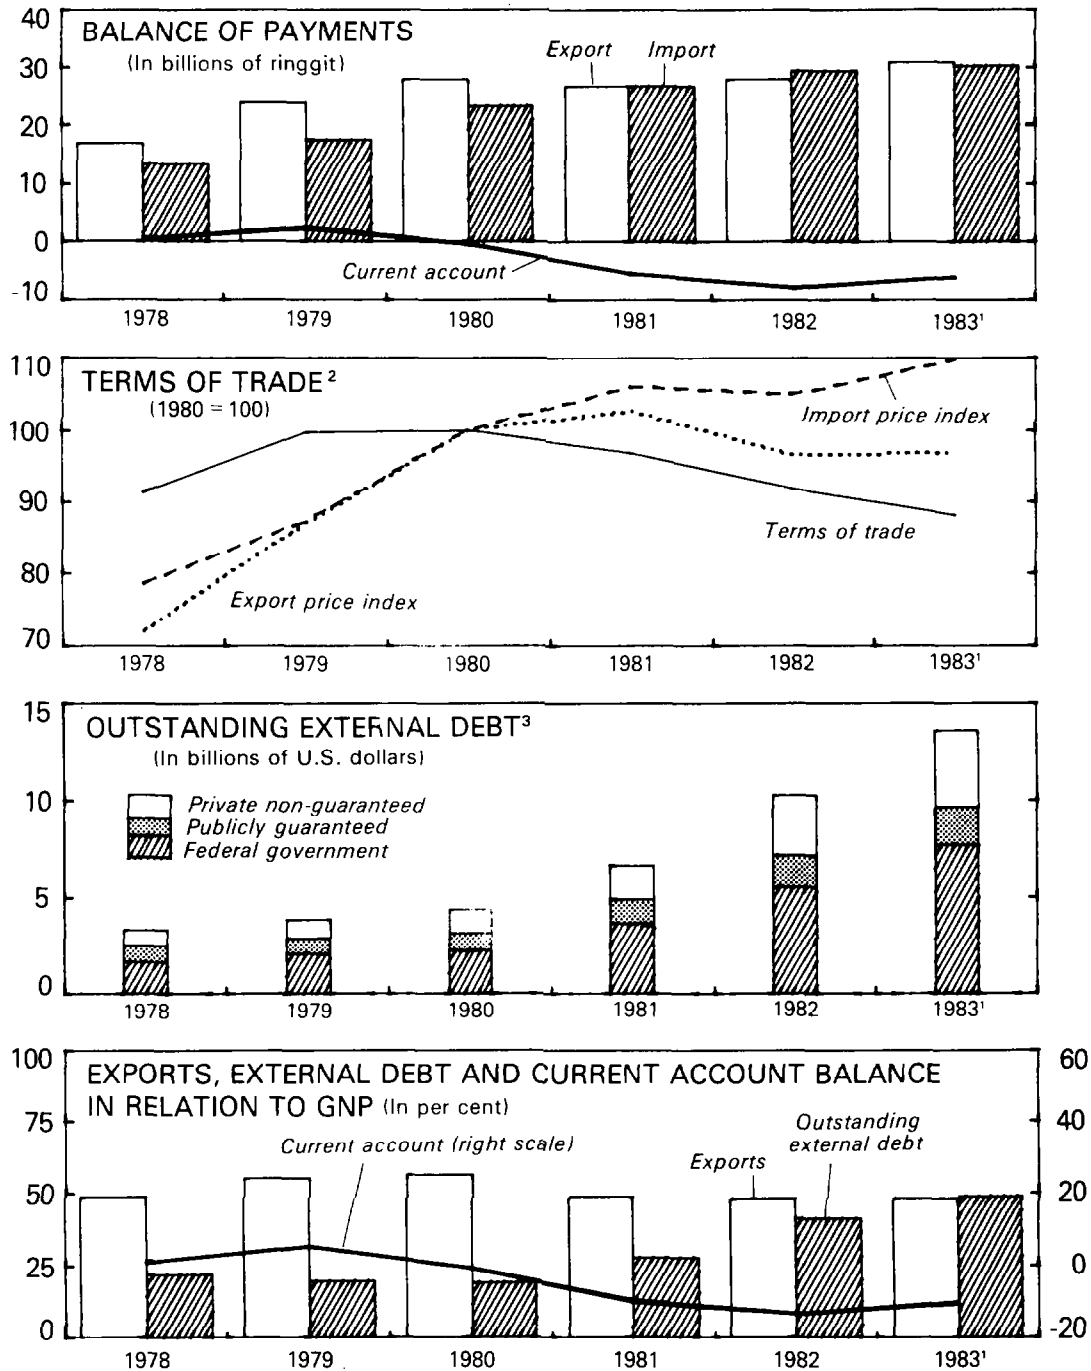 40
BALANCE OF PAYMENTS
(In billions of ringgit)
Export Import
30
20
10
0
Current account
-10
1978 1979 1980 1981 1982 1983¹
110
TERMS OF TRADE²
(1980 = 100)
Import price index
100
90
Terms of trade
80
Export price index
70
1978 1979 1980 1981 1982 1983¹
15
OUTSTANDING EXTERNAL DEBT³
(In billions of U.S. dollars)
10
Private non-guaranteed
Publicly guaranteed
Federal government
5
0
1978 1979 1980 1981 1982 1983¹
100 60
EXPORTS, EXTERNAL DEBT AND CURRENT ACCOUNT BALANCE
IN RELATION TO GNP (In per cent)
75 40
Outstanding
external debt
Current account (right scale)
Exports
50 20
25 0
0 -20
1978 1979 1980 1981 1982 1983¹